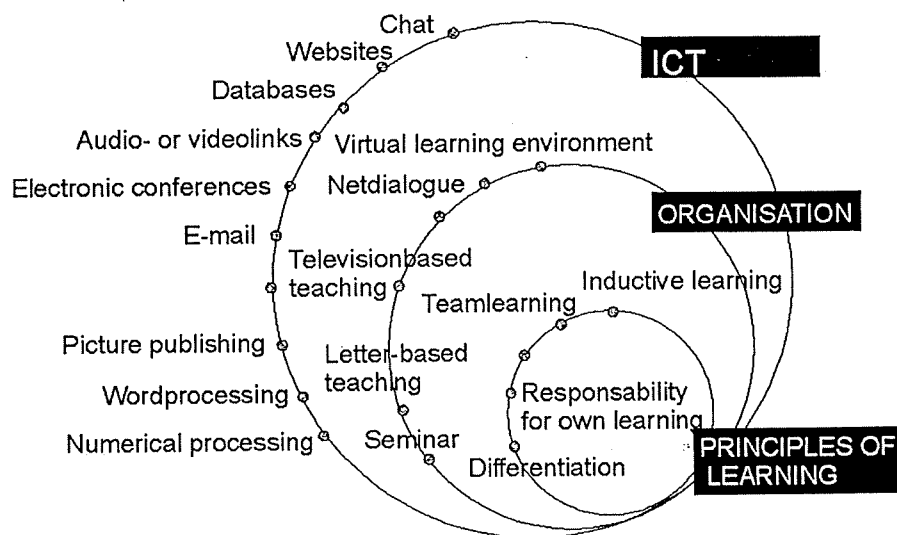 Chat
Websites
ICT
Databases
Audio- or videolinks
Virtual learning environment
Electronic conferences
Netdialogue
ORGANISATION
E-mail
Televisionbased
teaching
Inductive learning
Teamlearning
Picture publishing
Letter-based
teaching
Wordprocessing
Responsability
for own learning
Numerical processing
Seminar
PRINCIPLES OF
LEARNING
Differentiation